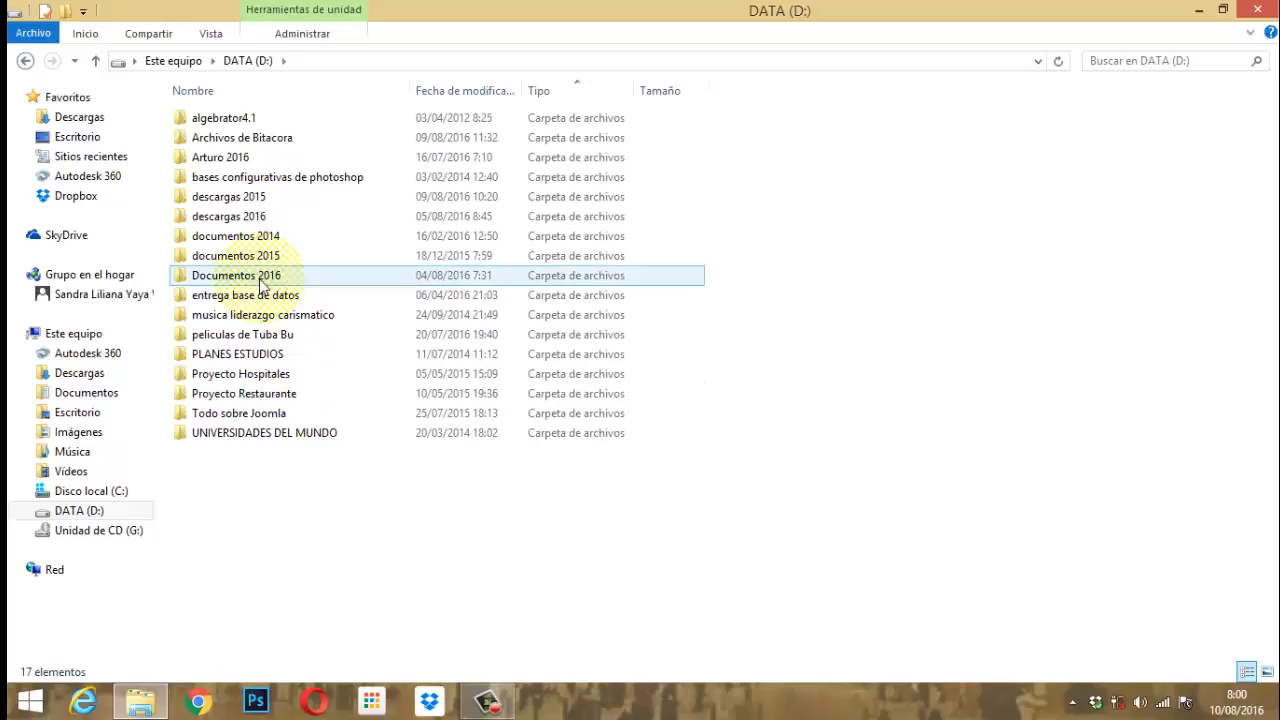 Herramientas de unidad
DATA (D:)
Archivo Inicio Compartir Vista Administrar
Este equipo DATA (D:)
Buscar en DATA (D:)
Nombre Fecha de modifica... Tipo Tamaño
algebrator4.1 03/04/2012 8:25 Carpeta de archivos
Archivos de Bitacora 09/08/2016 11:32 Carpeta de archivos
Arturo 2016 16/07/2016 7:10 Carpeta de archivos
bases configurativas de photoshop 03/02/2014 12:40 Carpeta de archivos
descargas 2015 09/08/2016 10:20 Carpeta de archivos
descargas 2016 05/08/2016 8:45 Carpeta de archivos
documentos 2014 16/02/2016 12:50 Carpeta de archivos
documentos 2015 18/12/2015 7:59 Carpeta de archivos
Documentos 2016 04/08/2016 7:31 Carpeta de archivos
entrega base de datos 06/04/2016 21:03 Carpeta de archivos
musica liderazgo carismatico 24/09/2014 21:49 Carpeta de archivos
peliculas de Tuba Bu 20/07/2016 19:40 Carpeta de archivos
PLANES ESTUDIOS 11/07/2014 11:12 Carpeta de archivos
Proyecto Hospitales 05/05/2015 15:09 Carpeta de archivos
Proyecto Restaurante 10/05/2015 19:36 Carpeta de archivos
Todo sobre Joomla 25/07/2015 18:13 Carpeta de archivos
UNIVERSIDADES DEL MUNDO 20/03/2014 18:02 Carpeta de archivos
Favoritos
Descargas
Escritorio
Sitios recientes
Autodesk 360
Dropbox
SkyDrive
Grupo en el hogar
Sandra Liliana Yaya
Este equipo
Autodesk 360
Descargas
Documentos
Escritorio
Imágenes
Música
Vídeos
Disco local (C:)
DATA (D:)
Unidad de CD (G:)
Red
17 elementos
Ps
8:00
10/08/2016